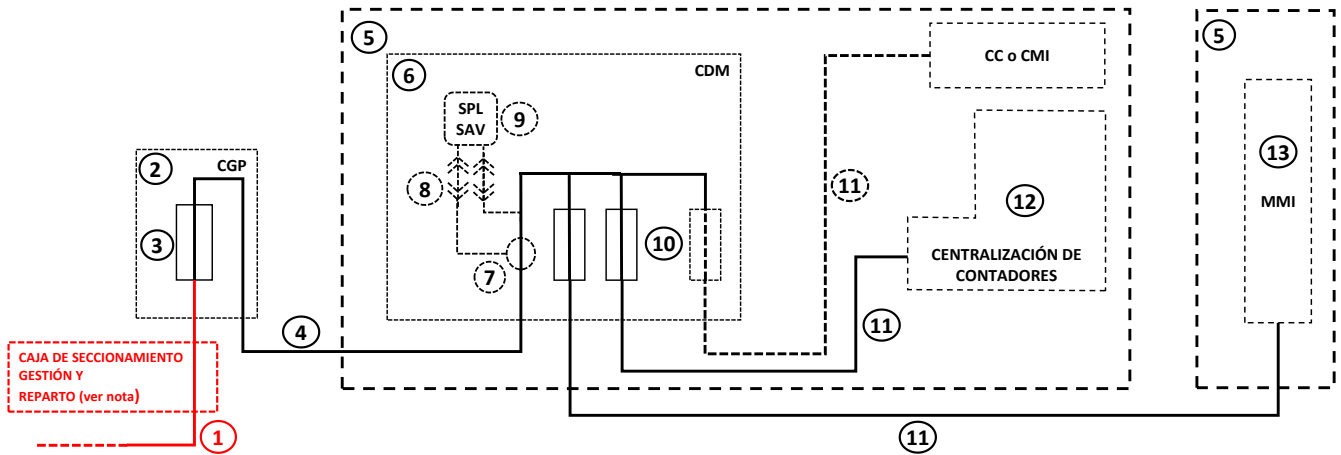 5
5
CC o CMI
6
CDM
SPL
SAV
9
2
CGP
13
8
11
12
MMI
3
10
7
CENTRALIZACIÓN DE
CONTADORES
4
11
CAJA DE SECCIONAMIENTO
GESTIÓN Y
REPARTO (ver nota)
1
11